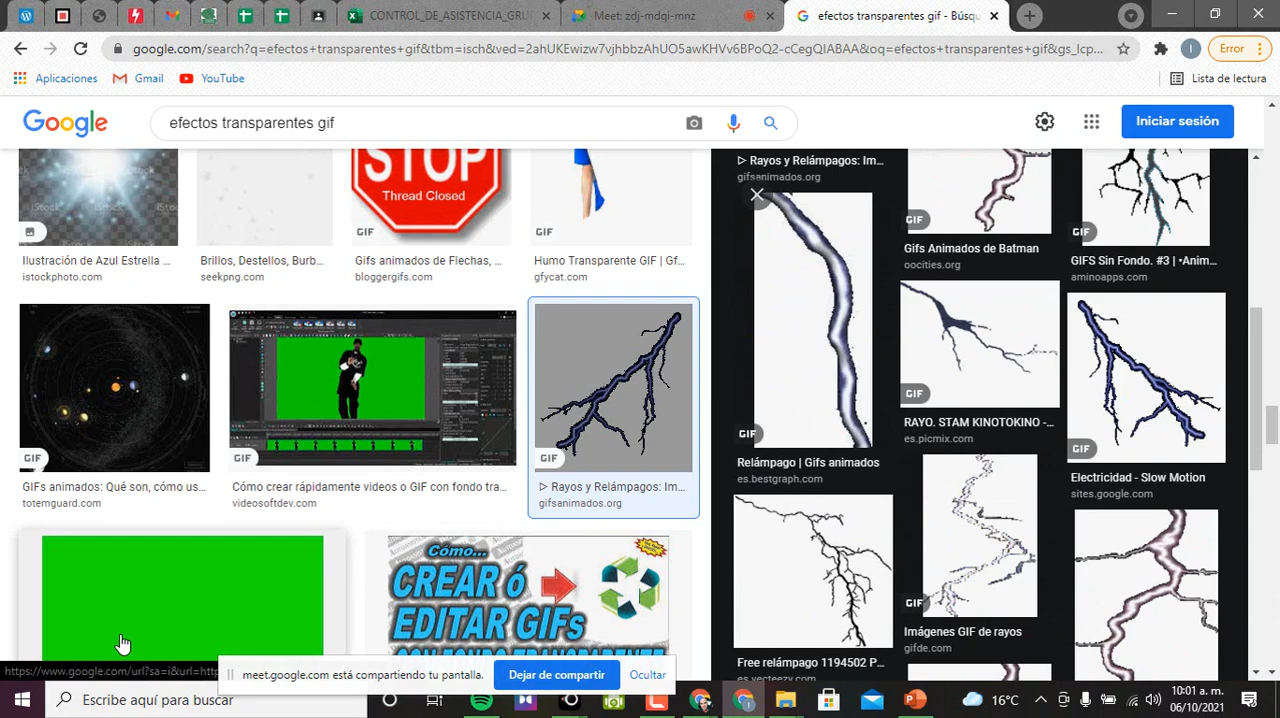 CONTROL_DE_ASISTENCIA_GRU
Meet: zdj-mdqi-mnz
efectos transparentes gif - Búsqu
google.com/search?q=efectos+transparentes+gif&tbm=isch&ved=2ahUKEwizw7vjhbzAhUO5awKHVv6BPoQ2-cCegQIABAA&oq=efectos+transparentes+gif&gs_lcp...
Error
Aplicaciones
Gmail
YouTube
Lista de lectura
Google
efectos transparentes gif
Iniciar sesión
iStock
STOP
Thread Closed
GIF
GIF
Ilustración de Azul Estrella ...
istockphoto.com
Brillos, Destellos, Burb...
seekpng.com
Gifs animados de Flechas, ...
bloggergifs.com
Humo Transparente GIF | Gf...
gfycat.com
GIF
GIF
GIF
GIFs animados: Qué son, cómo us...
totemguard.com
Cómo crear rápidamente videos o GIF con fondo tra...
videosoftdev.com
▷ Rayos y Relámpagos: Im...
gifsanimados.org
Cómo...
CREAR ó
EDITAR GIFs
CON FONDO TRANSPARENTE
▷ Rayos y Relámpagos: Im...
gifsanimados.org
GIF
Relámpago | Gifs animados
es.bestgraph.com
Free relámpago 1194502 P...
es.vecteezy.com
GIF
Gifs Animados de Batman
oocities.org
GIF
RAYO. STAM KINOTOKINO -...
es.picmix.com
GIF
Imágenes GIF de rayos
gifde.com
GIF
GIFS Sin Fondo. #3 | •Anim...
aminoapps.com
GIF
Electricidad - Slow Motion
sites.google.com
https://www.google.com/url?sa=i&url=http
meet.google.com está compartiendo tu pantalla.
Dejar de compartir
Ocultar
Escribe aquí para buscar
16°C
10:01 a. m.
06/10/2021